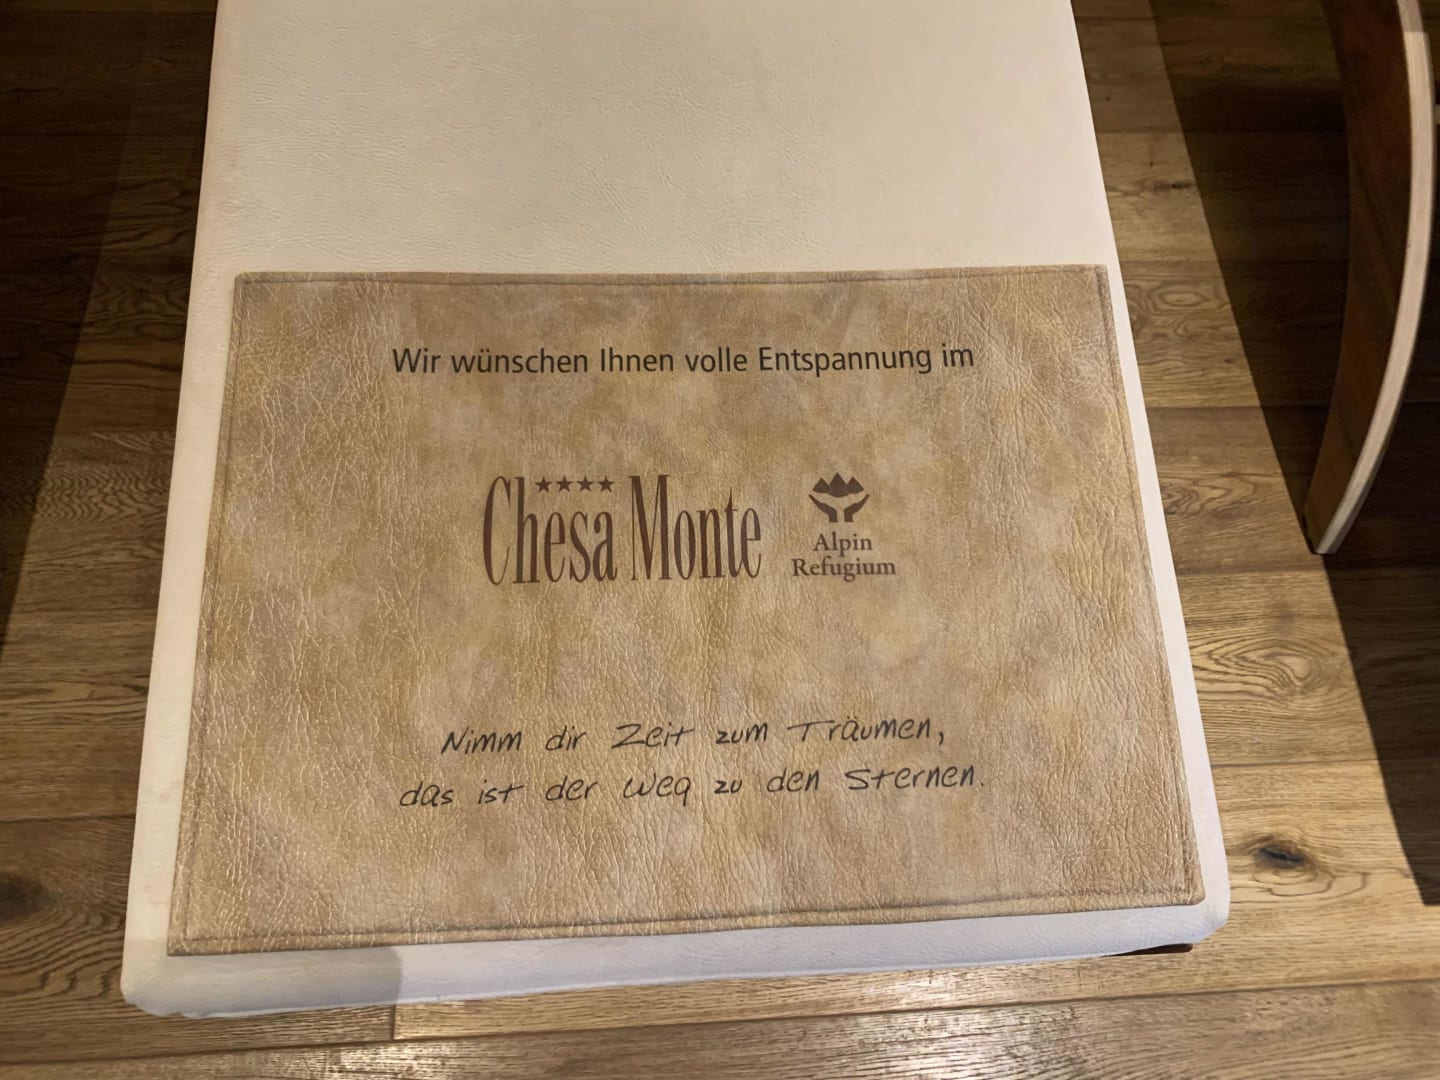 Wir wünschen Ihnen volle Entspannung im
★★★★
Chesa Monte
Alpin
Refugium
Nimm dir Zeit zum Träumen,
das ist der Weg zu den Sternen.